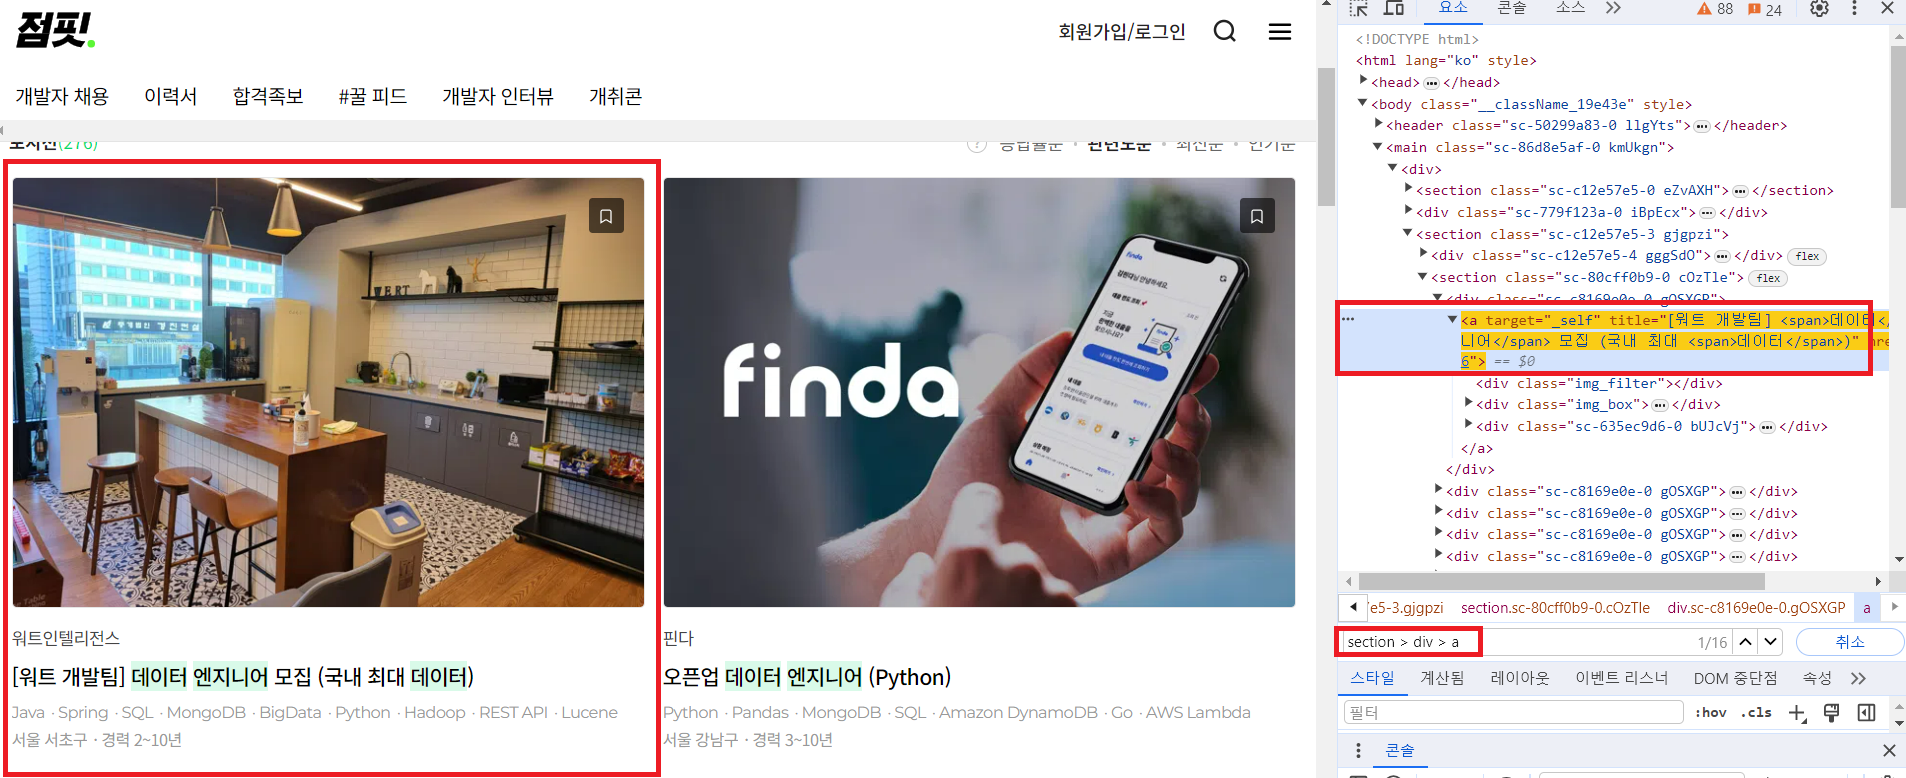 점핏.
회원가입/로그인
개발자 채용 이력서 합격족보 #꿀 피드 개발자 인터뷰 개취콘
포지션(276)
? 응답률순 · 관련도순 · 최신순 · 인기순
WERT
finda
finda
워트인텔리전스
[워트 개발팀] 데이터 엔지니어 모집 (국내 최대 데이터)
Java · Spring · SQL · MongoDB · BigData · Python · Hadoop · REST API · Lucene
서울 서초구 · 경력 2~10년
핀다
오픈업 데이터 엔지니어 (Python)
Python · Pandas · MongoDB · SQL · Amazon DynamoDB · Go · AWS Lambda
서울 강남구 · 경력 3~10년
요소 콘솔 소스 >> 88 24
<!DOCTYPE html>
<html lang="ko" style>
<head> ••• </head>
<body class="__className_19e43e" style>
<header class="sc-50299a83-0 llgYts"> ••• </header>
<main class="sc-86d8e5af-0 kmUkgn">
<div>
<section class="sc-c12e57e5-0 eZvAXH"> ••• </section>
<div class="sc-779f123a-0 iBpEcx"> ••• </div>
<section class="sc-c12e57e5-3 gjgpzi">
<div class="sc-c12e57e5-4 gggSdO"> ••• </div> flex
<section class="sc-80cff0b9-0 cOzTle"> flex
<div class="sc-c8169e0e-0 gOSXGP">
<a target="_self" title="[워트 개발팀] <span>데이터</
니어</span> 모집 (국내 최대 <span>데이터</span>)" hre
6"> == $0
<div class="img_filter"></div>
<div class="img_box"> ••• </div>
<div class="sc-635ec9d6-0 bUJcVj"> ••• </div>
</a>
</div>
<div class="sc-c8169e0e-0 gOSXGP"> ••• </div>
<div class="sc-c8169e0e-0 gOSXGP"> ••• </div>
<div class="sc-c8169e0e-0 gOSXGP"> ••• </div>
<div class="sc-c8169e0e-0 gOSXGP"> ••• </div>
e5-3.gjgpzi section.sc-80cff0b9-0.cOzTle div.sc-c8169e0e-0.gOSXGP a
section > div > a 1/16 취소
스타일 계산됨 레이아웃 이벤트 리스너 DOM 중단점 속성 >>
필터 :hov .cls
콘솔